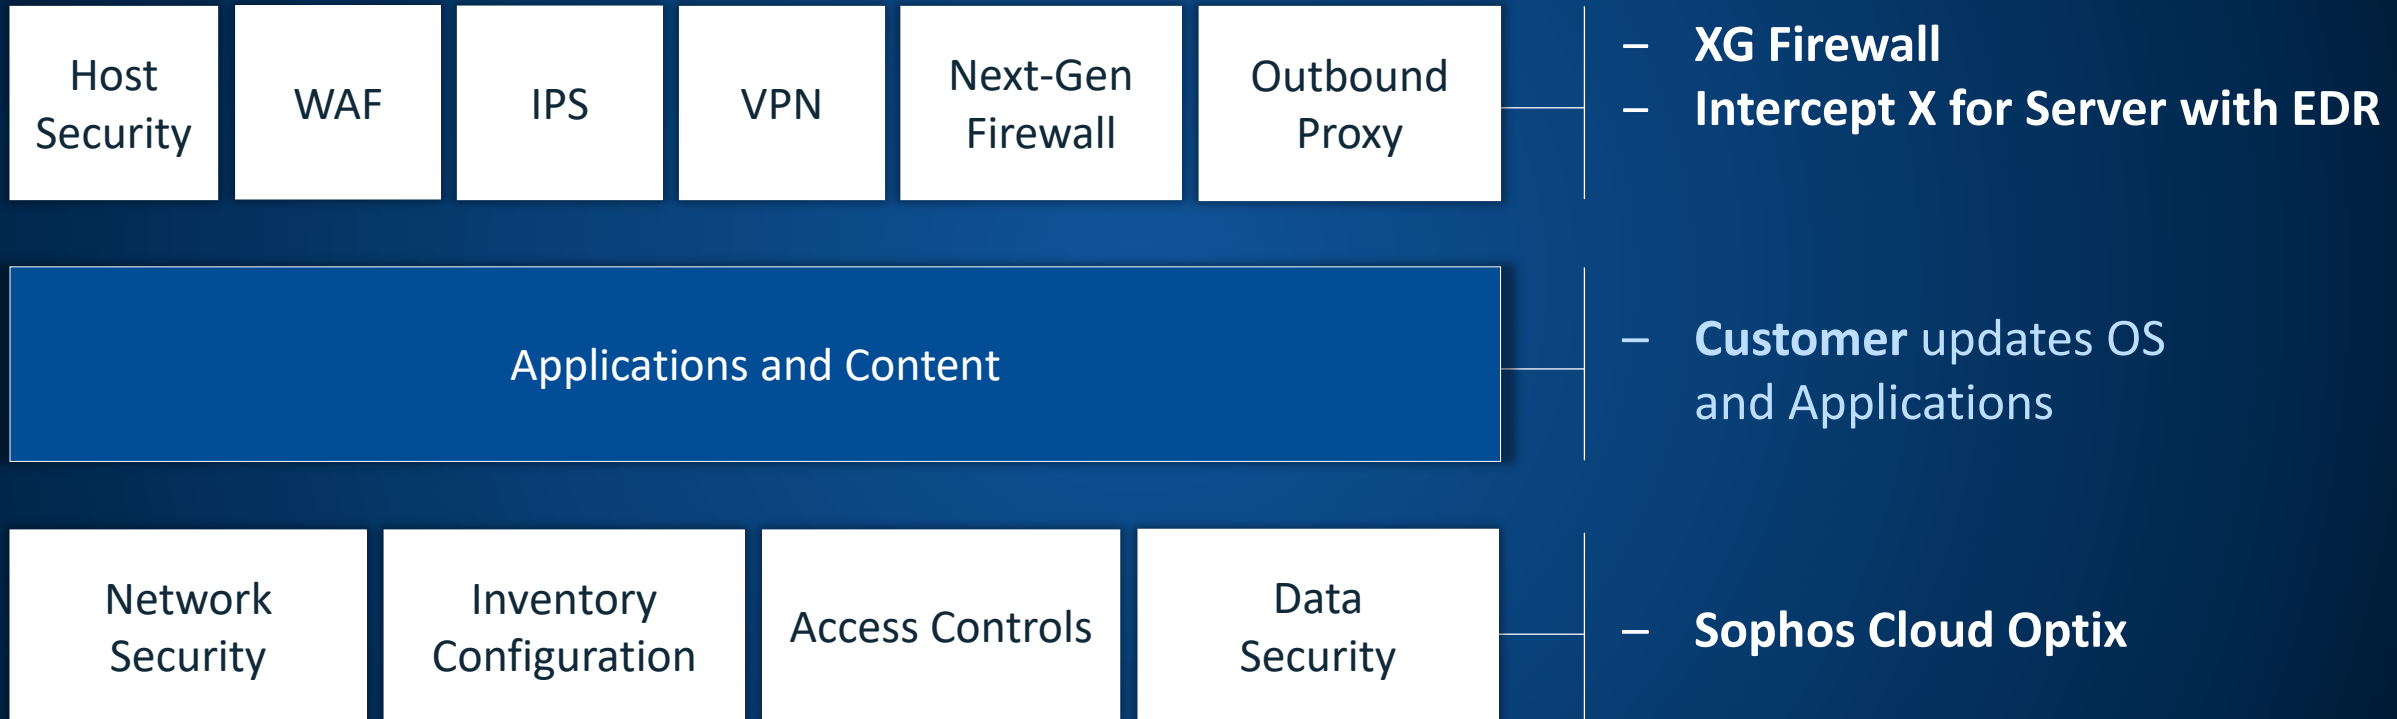 Host
Security
WAF
IPS
VPN
Next-Gen
Firewall
Outbound
Proxy
– XG Firewall
– Intercept X for Server with EDR
Applications and Content
– Customer updates OS
and Applications
Network
Security
Inventory
Configuration
Access Controls
Data
Security
– Sophos Cloud Optix